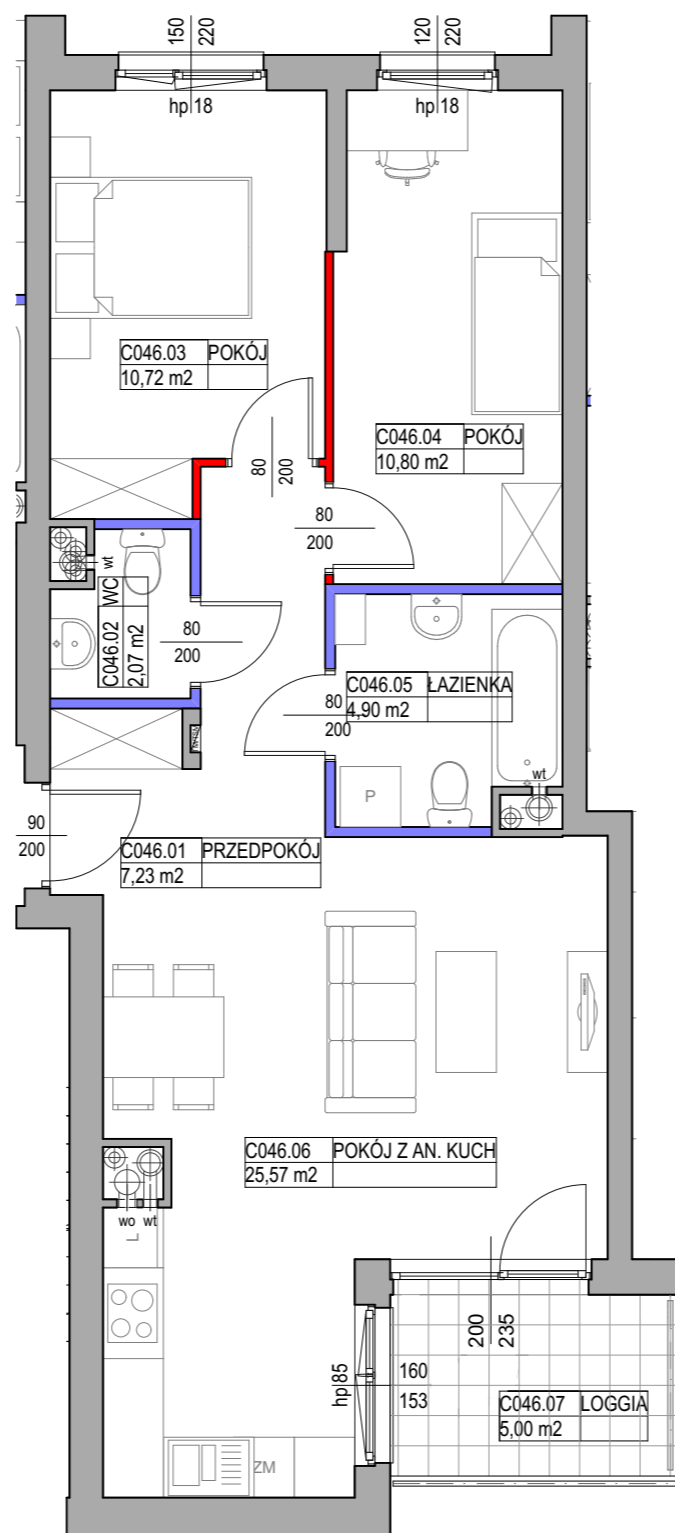 150
220
120
220
hp 18
hp 18
C046.03 POKÓJ
10,72 m2
C046.04 POKÓJ
10,80 m2
80
200
80
200
wt
C046.02 WC
2,07 m2
80
200
C046.05 ŁAZIENKA
4,90 m2
80
200
P
wt
90
200
C046.01 PRZEDPOKÓJ
7,23 m2
C046.06 POKÓJ Z AN. KUCH
25,57 m2
wo wt
L
200
235
hp 85
160
153
C046.07 LOGGIA
5,00 m2
ZM